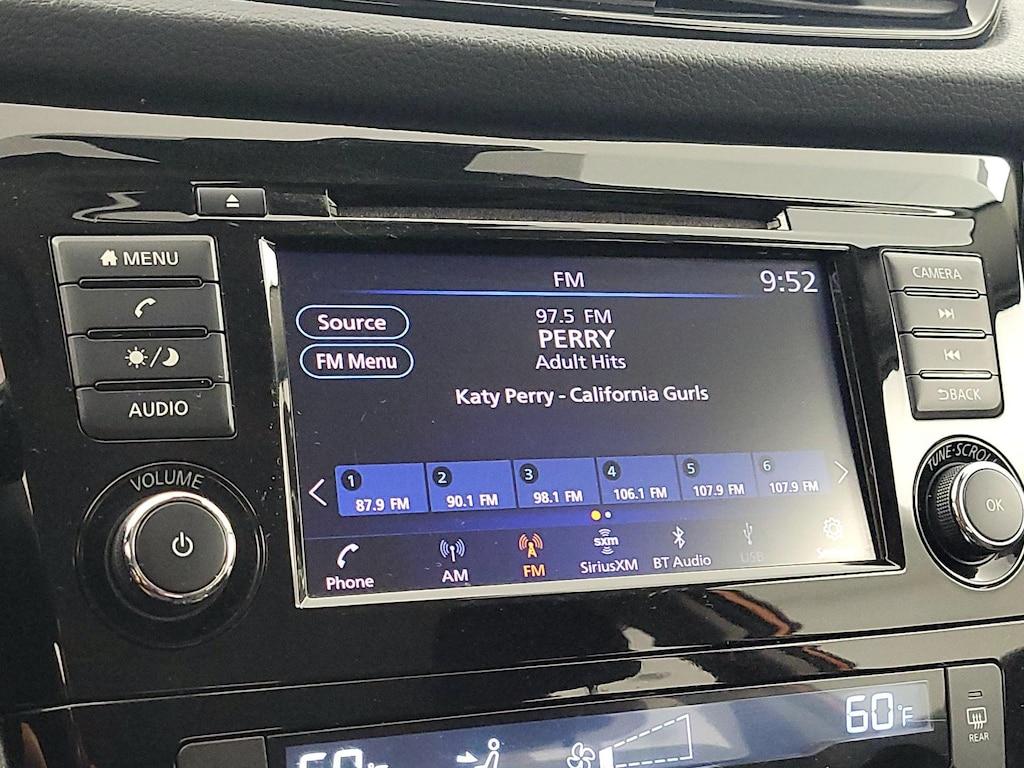 MENU
AUDIO
VOLUME
FM
9:52
Source
97.5 FM
PERRY
FM Menu
Adult Hits
Katy Perry - California Gurls
1
87.9 FM
2
90.1 FM
3
98.1 FM
4
106.1 FM
5
107.9 FM
6
107.9 FM
Phone
AM
FM
sxm
SiriusXM
BT Audio
USB
CAMERA
BACK
TUNE·SCROLL
OK
60°F
60°F
REAR